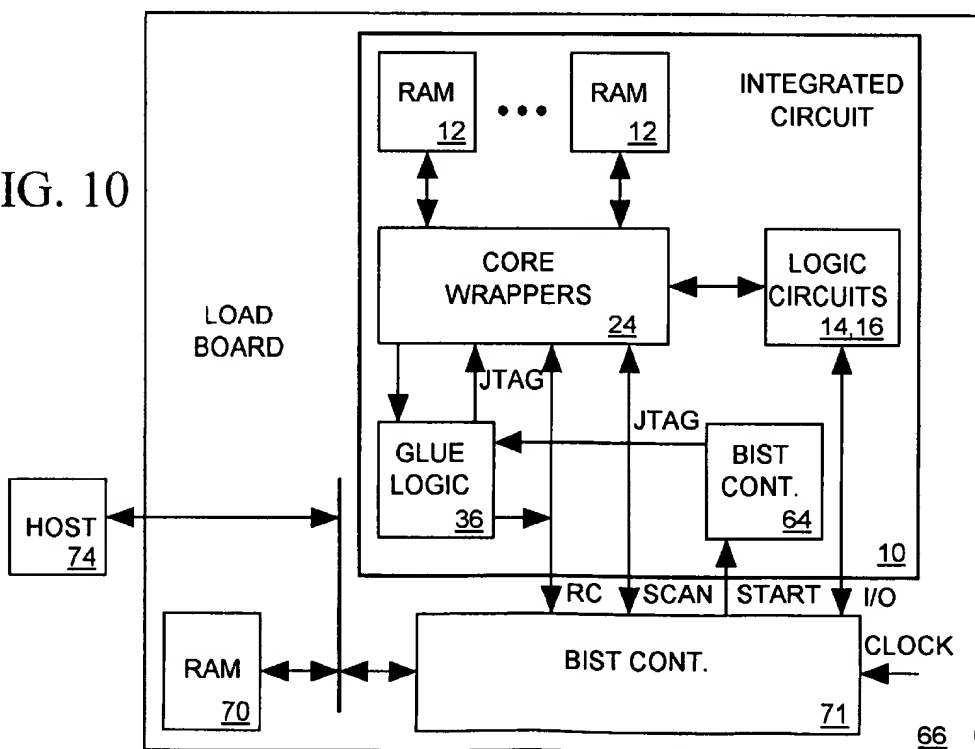 IG. 10
RAM
12
RAM
12
INTEGRATED
CIRCUIT
CORE
WRAPPERS
24
LOGIC
CIRCUITS
14,16
LOAD
BOARD
JTAG
JTAG
GLUE
LOGIC
36
BIST
CONT.
64
HOST
74
10
RC
SCAN
START
I/O
RAM
70
BIST CONT.
71
CLOCK
66